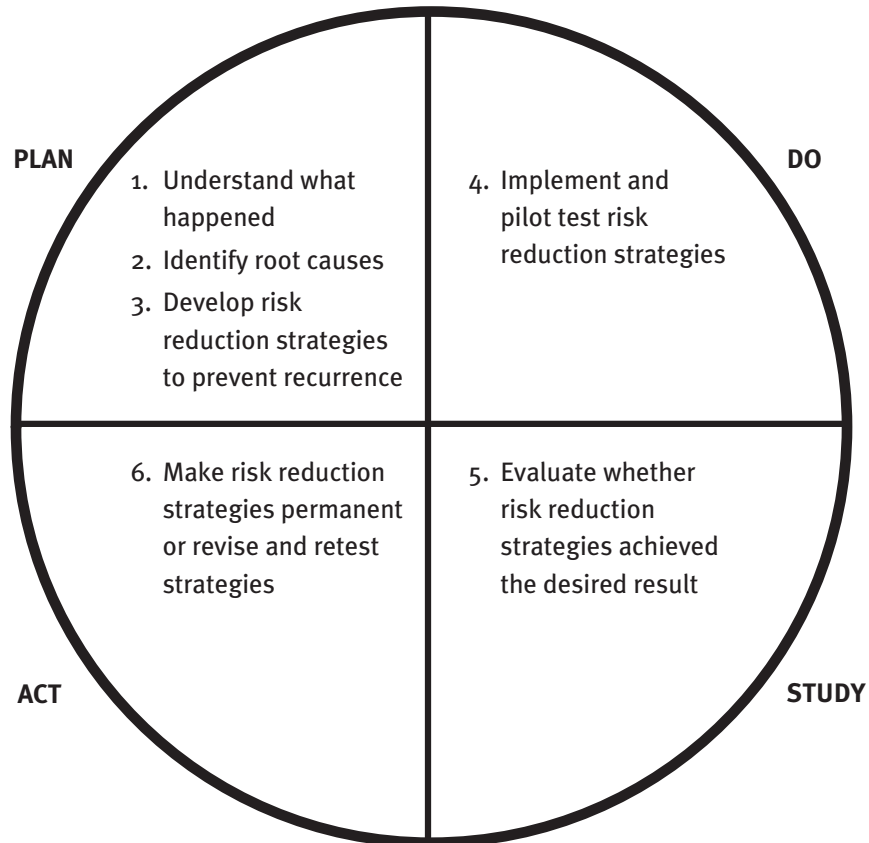 PLAN
1. Understand what
happened
2. Identify root causes
3. Develop risk
reduction strategies
to prevent recurrence
DO
4. Implement and
pilot test risk
reduction strategies
ACT
6. Make risk reduction
strategies permanent
or revise and retest
strategies
STUDY
5. Evaluate whether
risk reduction
strategies achieved
the desired result